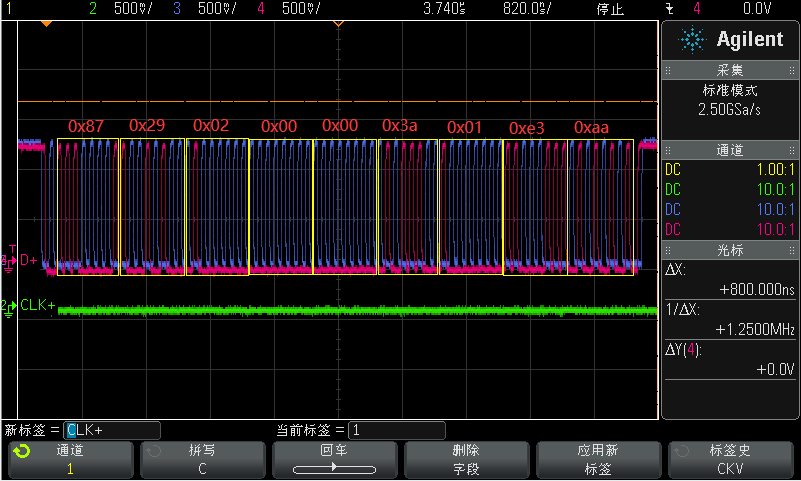 1 2 500mV/ 3 500mV/ 4 500mV/ 3.740us 820.0ns/ 停止 4 0.0V
Agilent
采集
标准模式
2.50GSa/s
通道
DC 1.00:1
DC 10.0:1
DC 10.0:1
DC 10.0:1
光标
ΔX:
+800.000ns
1/ΔX:
+1.2500MHz
ΔY(4):
+0.0V
0x87 0x29 0x02 0x00 0x00 0x3a 0x01 0xe3 0xaa
T
D+
2 CLK+
新标签 = CLK+ 当前标签 = 1
通道 拼写 回车 删除 应用新 标签史
1 C 字段 标签 CKV